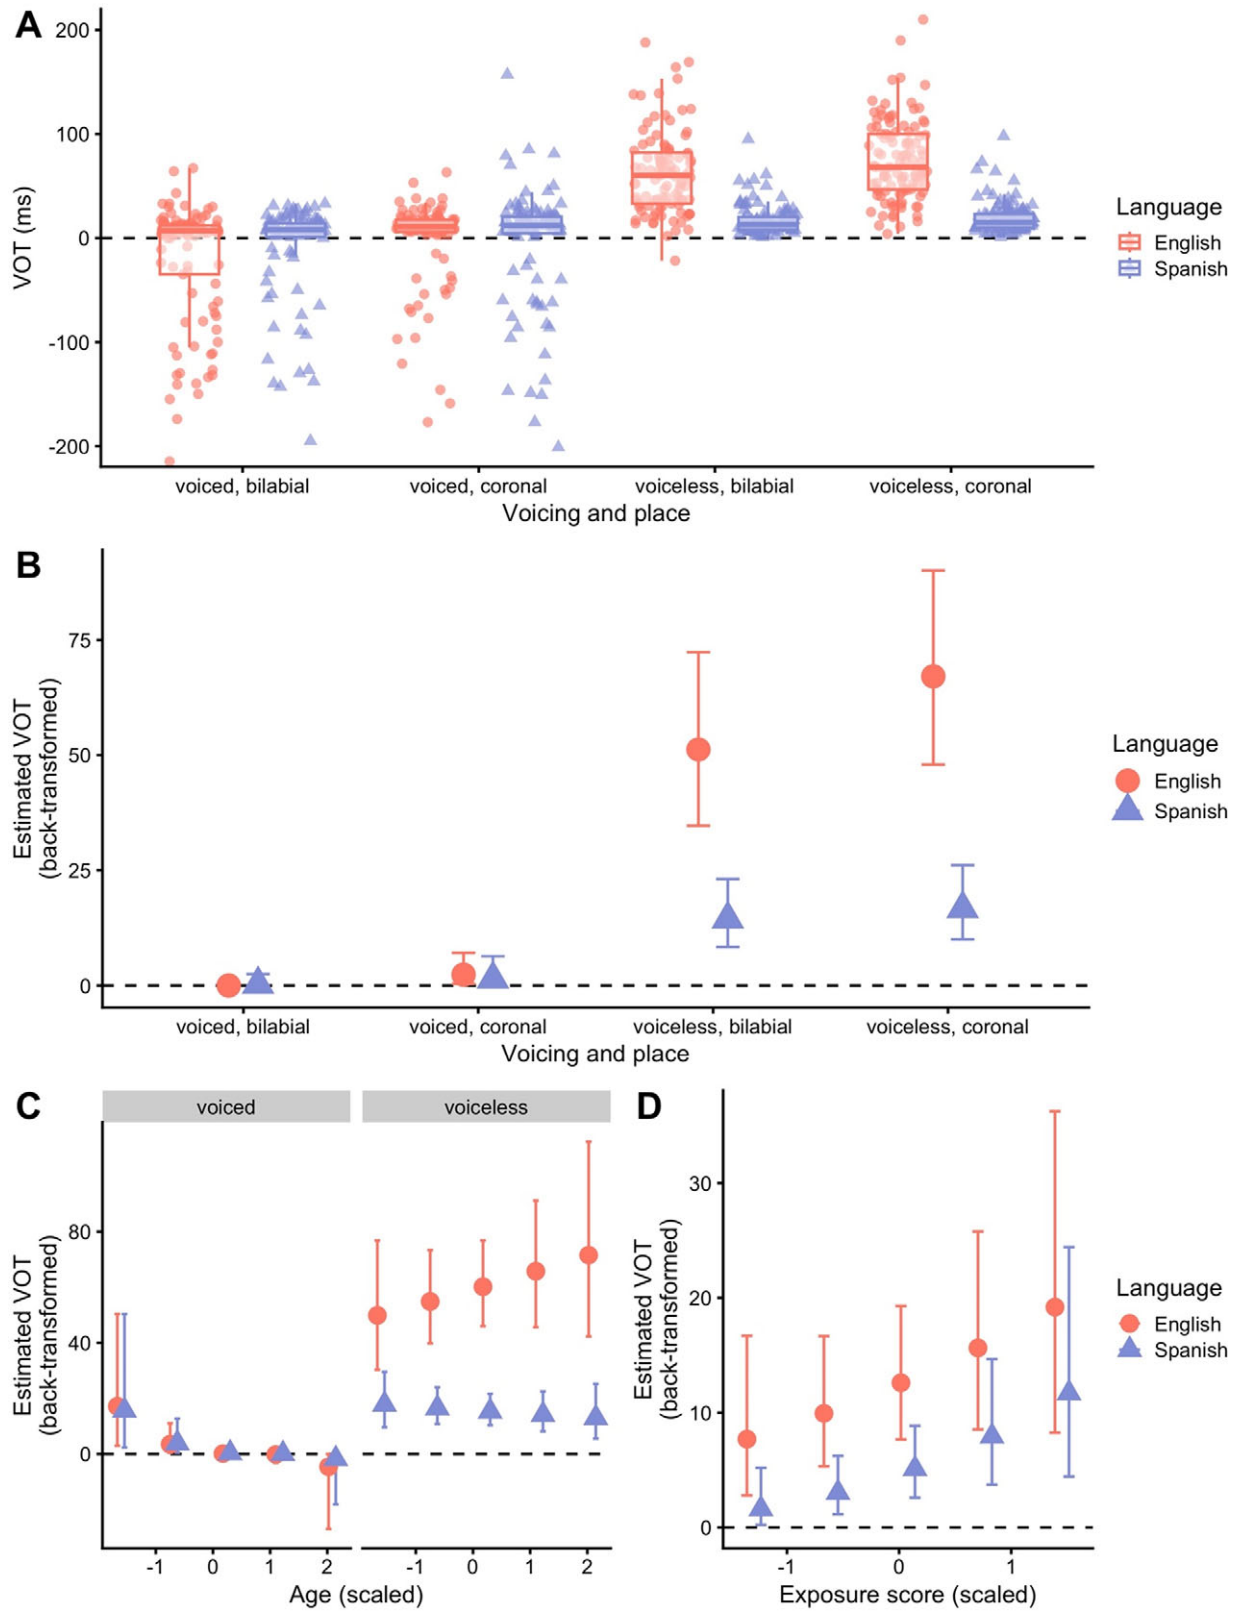 A
200
100
0
-100
-200
VOT (ms)
voiced, bilabial
voiced, coronal
voiceless, bilabial
voiceless, coronal
Voicing and place
Language
English
Spanish
B
75
50
25
0
Estimated VOT
(back-transformed)
voiced, bilabial
voiced, coronal
voiceless, bilabial
voiceless, coronal
Voicing and place
Language
English
Spanish
C
voiced
voiceless
80
40
0
Estimated VOT
(back-transformed)
-1
0
1
2
-1
0
1
2
Age (scaled)
D
30
20
10
0
Estimated VOT
(back-transformed)
-1
0
1
Exposure score (scaled)
Language
English
Spanish